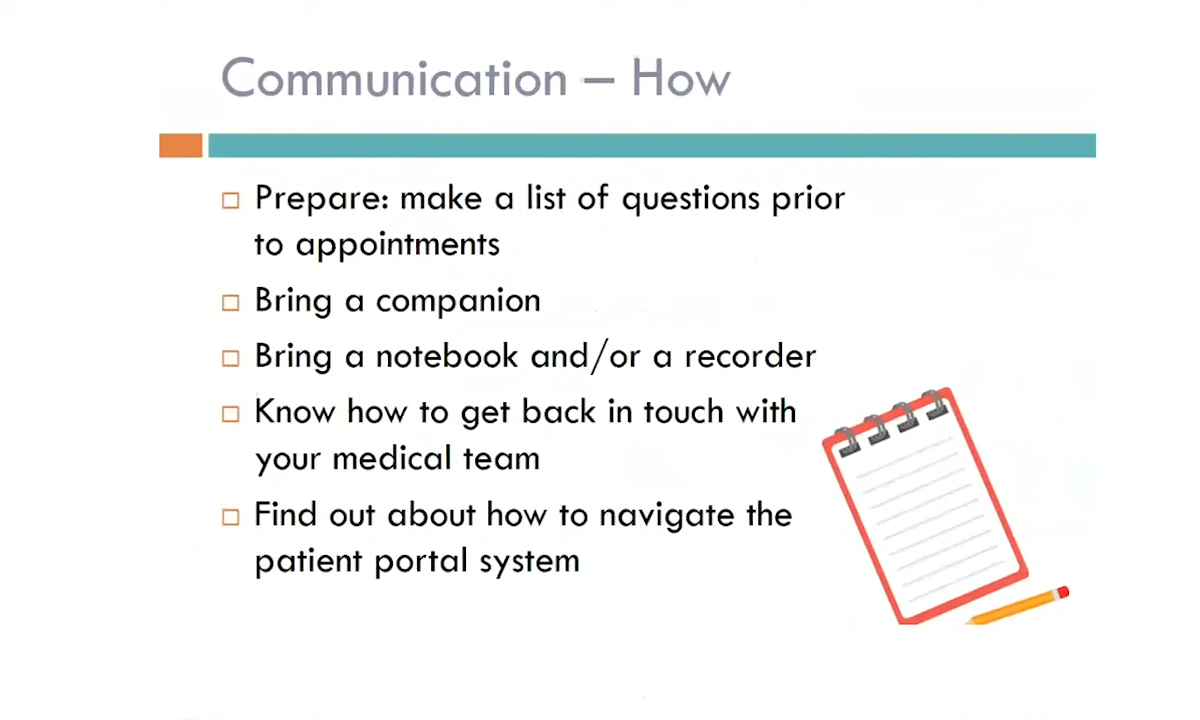 Communication – How
Prepare: make a list of questions prior
to appointments
Bring a companion
Bring a notebook and/or a recorder
Know how to get back in touch with
your medical team
Find out about how to navigate the
patient portal system